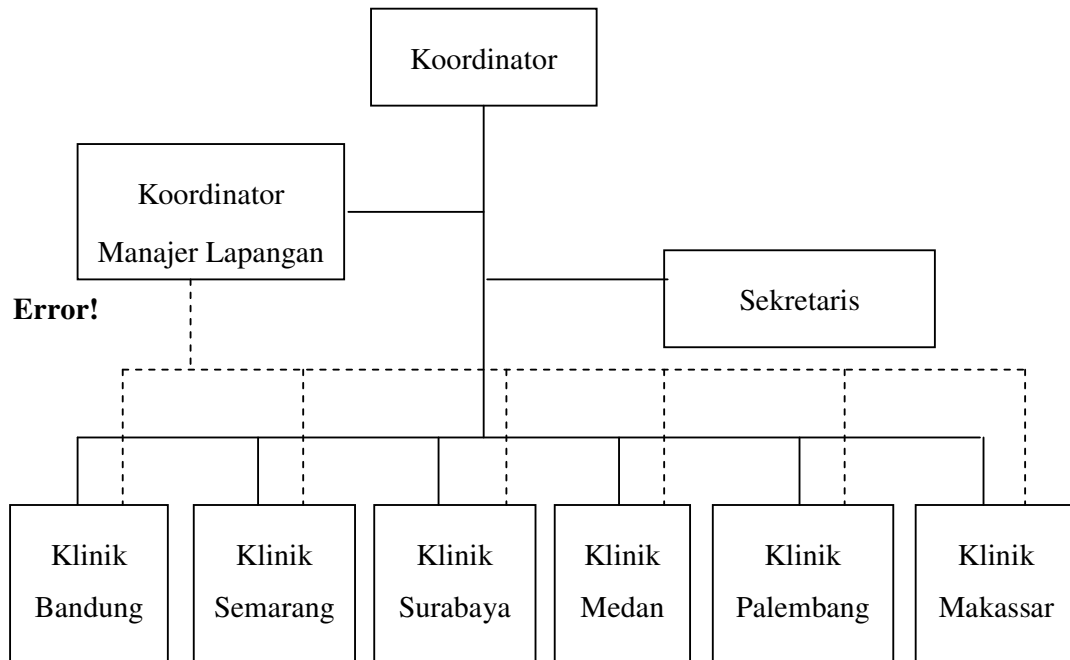 Koordinator
Koordinator
Manajer Lapangan
Error!
Sekretaris
Klinik
Bandung
Klinik
Semarang
Klinik
Surabaya
Klinik
Medan
Klinik
Palembang
Klinik
Makassar